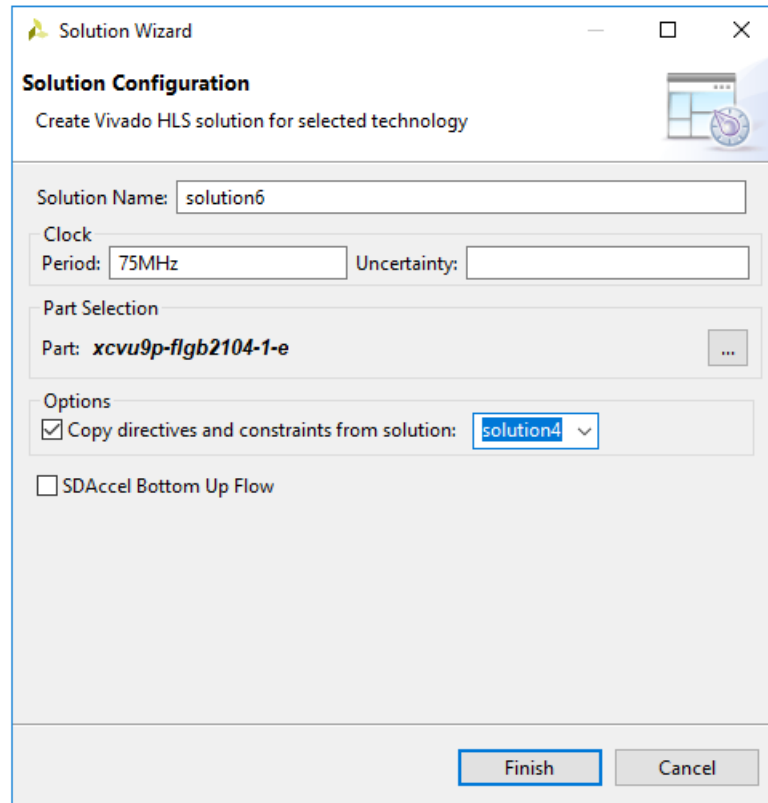 Solution Wizard
Solution Configuration
Create Vivado HLS solution for selected technology
Solution Name: solution6
Clock
Period: 75MHz Uncertainty:
Part Selection
Part: xcvu9p-flgb2104-1-e ...
Options
Copy directives and constraints from solution: solution4
SDAccel Bottom Up Flow
Finish Cancel